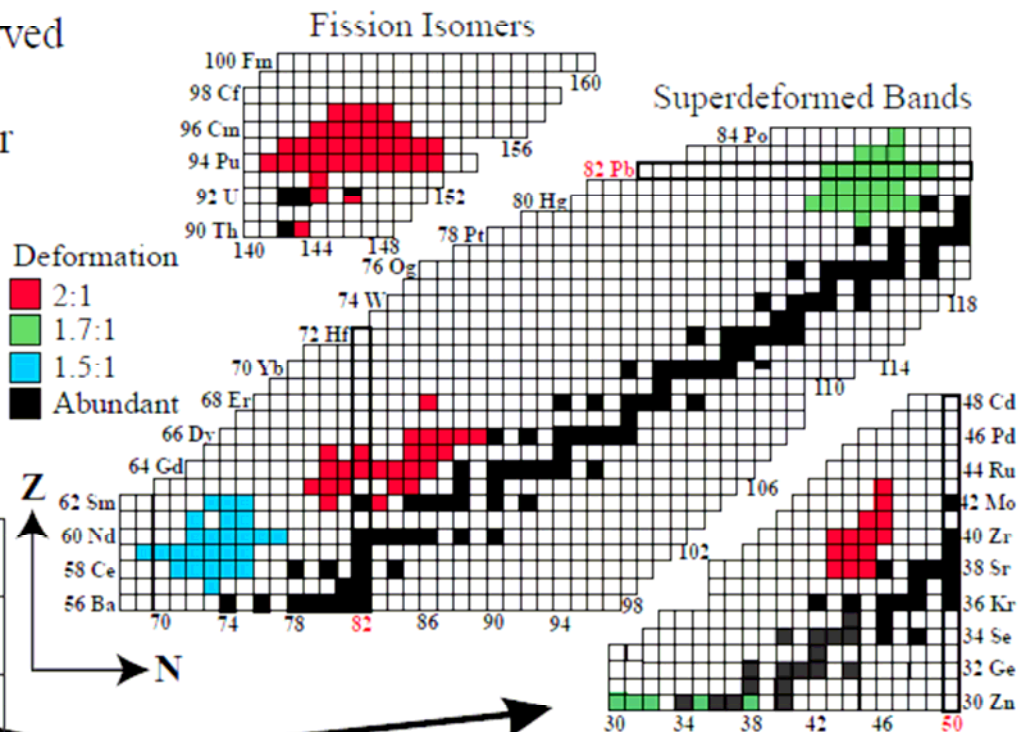 ved
r
Fission Isomers
100 Fm
160
98 Cf
96 Cm
156
94 Pu
92 U
152
90 Th
140 144 148
Superdeformed Bands
84 Po
82 Pb
80 Hg
78 Pt
76 Og
74 W
118
72 Hf
114
70 Yb
110
68 Er
66 Dy
64 Gd
106
62 Sm
60 Nd
102
58 Ce
56 Ba
98
70 74 78 82 86 90 94
Deformation
2:1
1.7:1
1.5:1
Abundant
Z
N
48 Cd
46 Pd
44 Ru
42 Mo
40 Zr
38 Sr
36 Kr
34 Se
32 Ge
30 Zn
30 34 38 42 46 50